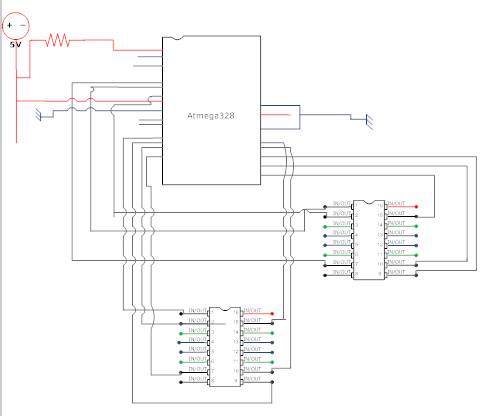 + -
5V
Atmega328
IN/OUT 1 16 IN/OUT
IN/OUT 2 15 IN/OUT
IN/OUT 3 14 IN/OUT
IN/OUT 4 13 IN/OUT
IN/OUT 5 12 IN/OUT
IN/OUT 6 11 IN/OUT
IN/OUT 7 10 IN/OUT
IN/OUT 8 9 IN/OUT
IN/OUT 1 16 IN/OUT
IN/OUT 2 15 IN/OUT
IN/OUT 3 14 IN/OUT
IN/OUT 4 13 IN/OUT
IN/OUT 5 12 IN/OUT
IN/OUT 6 11 IN/OUT
IN/OUT 7 10 IN/OUT
IN/OUT 8 9 IN/OUT